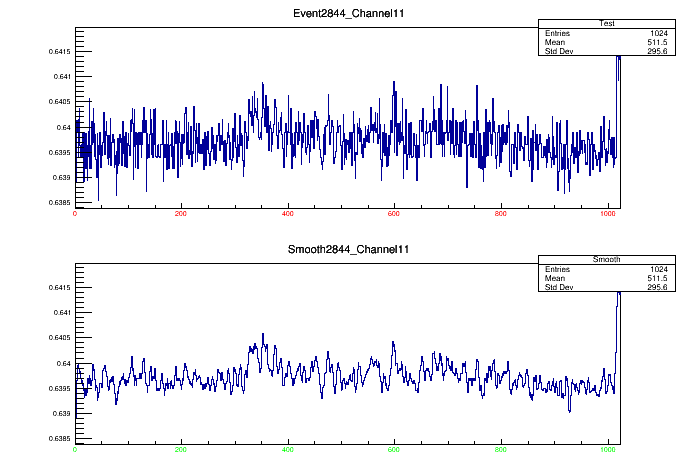 Event2844_Channel11
Test
Entries 1024
Mean 511.5
Std Dev 295.6
0.6415
0.641
0.6405
0.64
0.6395
0.639
0.6385
0 200 400 600 800 1000
Smooth2844_Channel11
Smooth
Entries 1024
Mean 511.5
Std Dev 295.6
0.6415
0.641
0.6405
0.64
0.6395
0.639
0.6385
0 200 400 600 800 1000